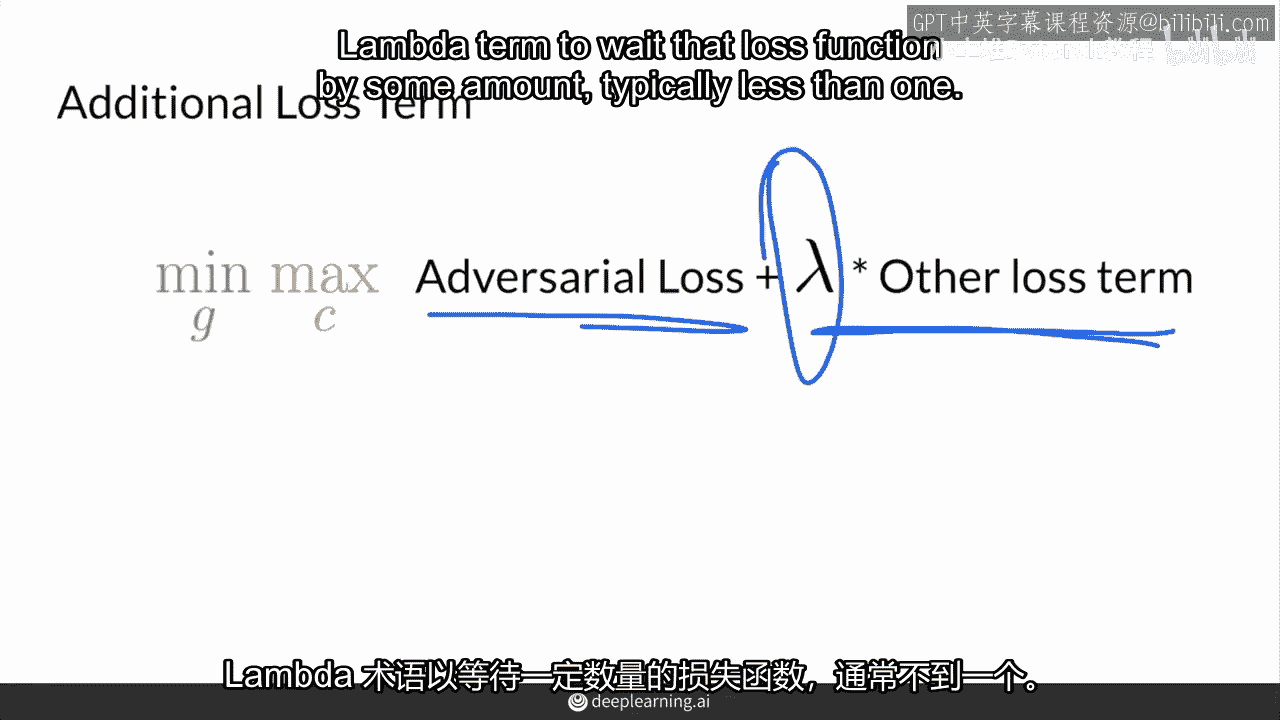 GPT中英字幕课程资源@bilibili.com
Lambda term to wait that loss function
by some amount, typically less than one.
Additional Loss Term
min max Adversarial Loss + λ * Other loss term
g c
Lambda 术语以等待一定数量的损失函数，通常不到一个。
deeplearning.ai